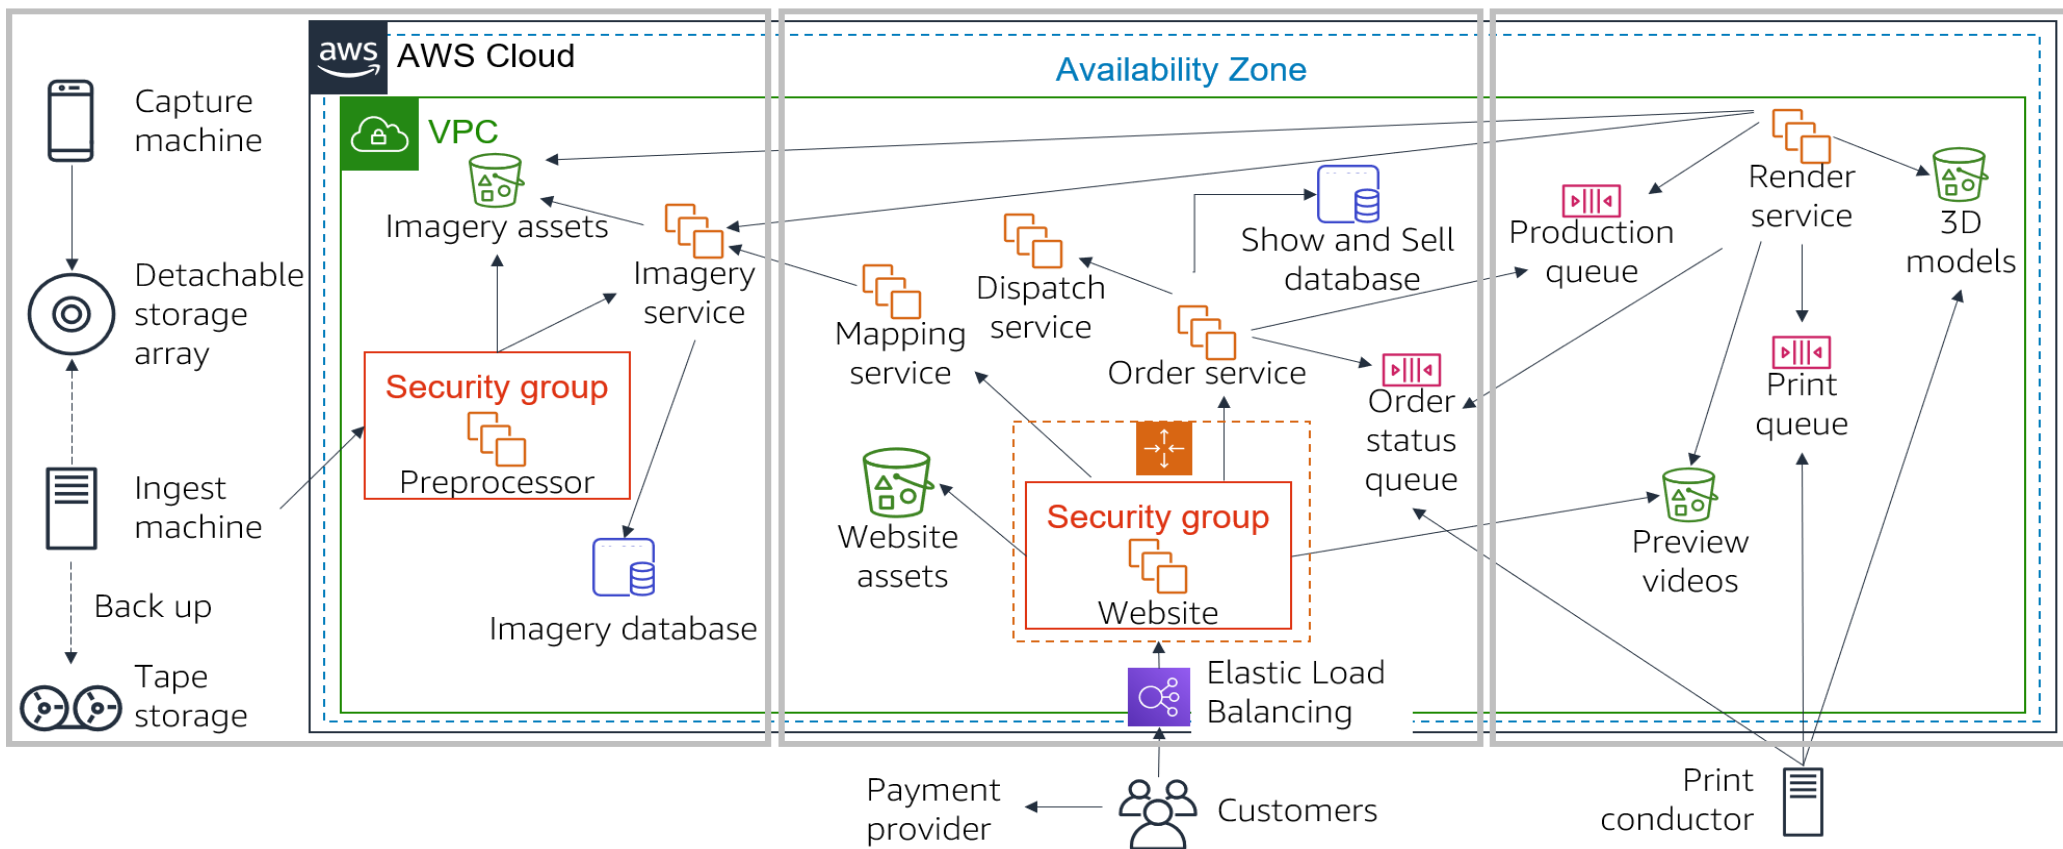 aws
AWS Cloud
Availability Zone
VPC
Capture
machine
Detachable
storage
array
Ingest
machine
Back up
Tape
storage
Imagery assets
Imagery
service
Security group
Preprocessor
Imagery database
Mapping
service
Dispatch
service
Show and Sell
database
Order service
Order
status
queue
Website
assets
Security group
Website
Elastic Load
Balancing
Payment
provider
Customers
Production
queue
Render
service
3D
models
Print
queue
Preview
videos
Print
conductor